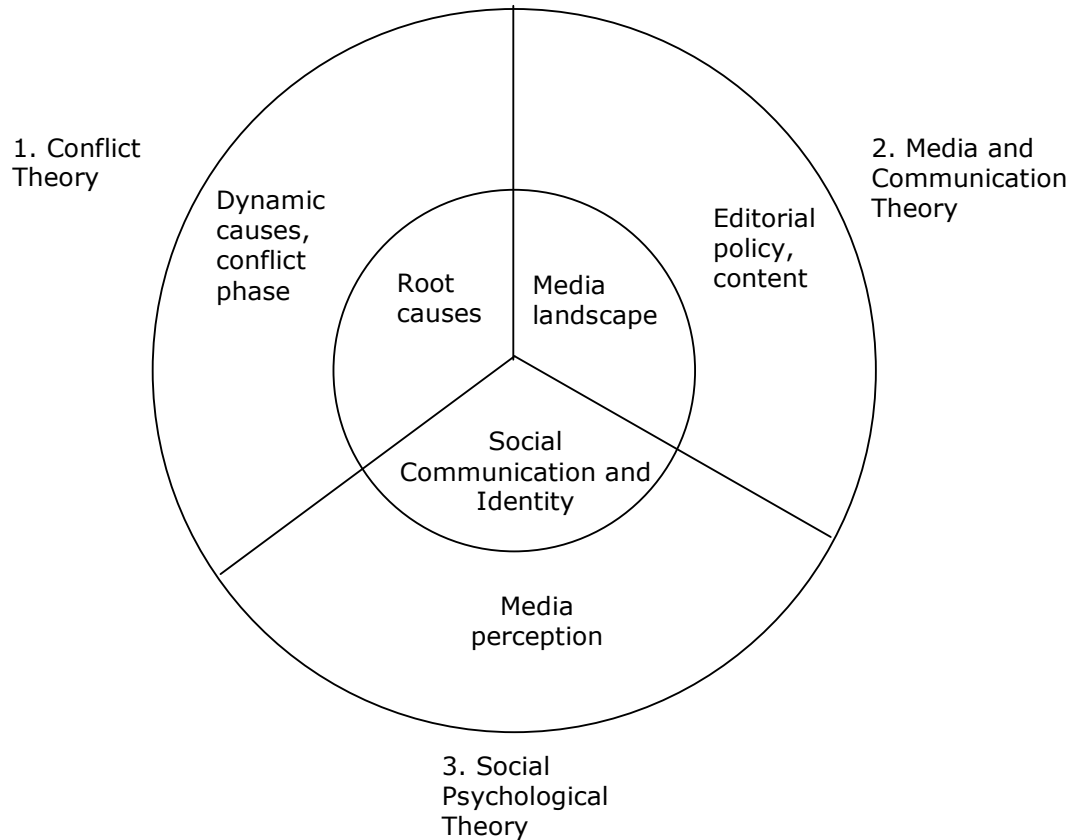 1. Conflict
Theory
2. Media and
Communication
Theory
Dynamic
causes,
conflict
phase
Editorial
policy,
content
Root
causes
Media
landscape
Social
Communication and
Identity
Media
perception
3. Social
Psychological
Theory